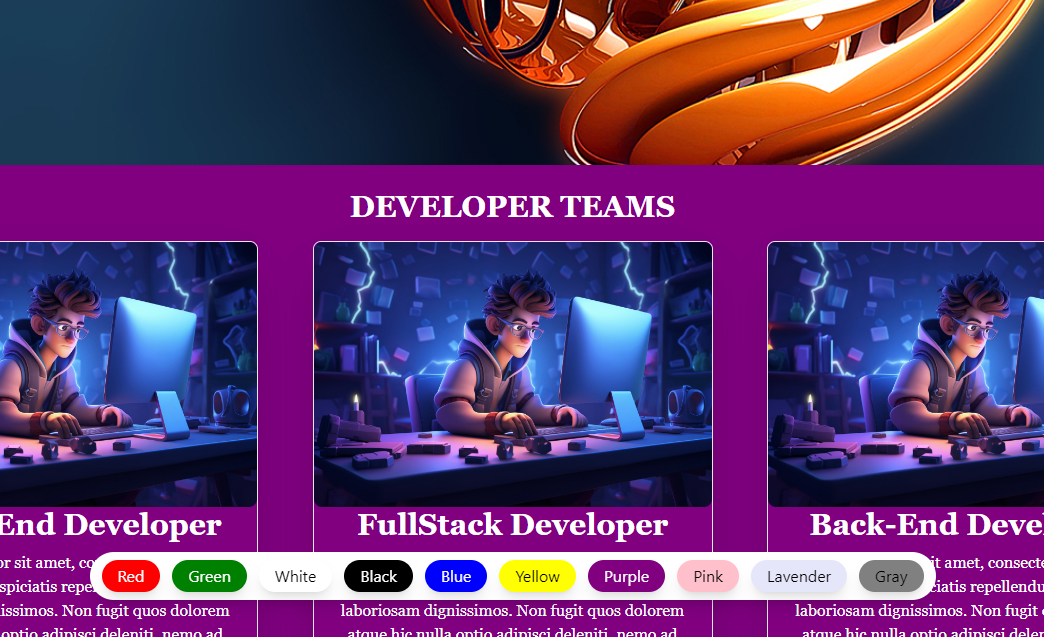 DEVELOPER TEAMS
End Developer
FullStack Developer
Back-End Deve
or sit amet, co
it amet, consecte
spiciatis repe
ciatis repellendu
Red Green White Black Blue Yellow Purple Pink Lavender Gray
issimos. Non fugit quos dolorem
laboriosam dignissimos. Non fugit quos dolorem
laboriosam dignissimos. Non fugit q
optio adipisci deleniti, nemo ad
atque hic nulla optio adipisci deleniti, nemo ad
atque hic nulla optio adipisci dele